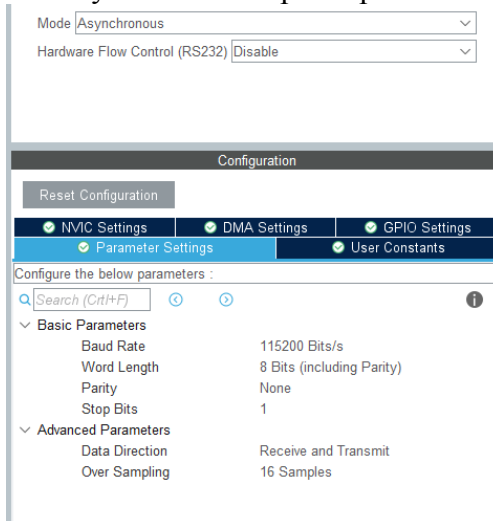 Mode Asynchronous
Hardware Flow Control (RS232) Disable
Configuration
Reset Configuration
NVIC Settings DMA Settings GPIO Settings
Parameter Settings User Constants
Configure the below parameters :
Search (Crtl+F)
Basic Parameters
Baud Rate 115200 Bits/s
Word Length 8 Bits (including Parity)
Parity None
Stop Bits 1
Advanced Parameters
Data Direction Receive and Transmit
Over Sampling 16 Samples